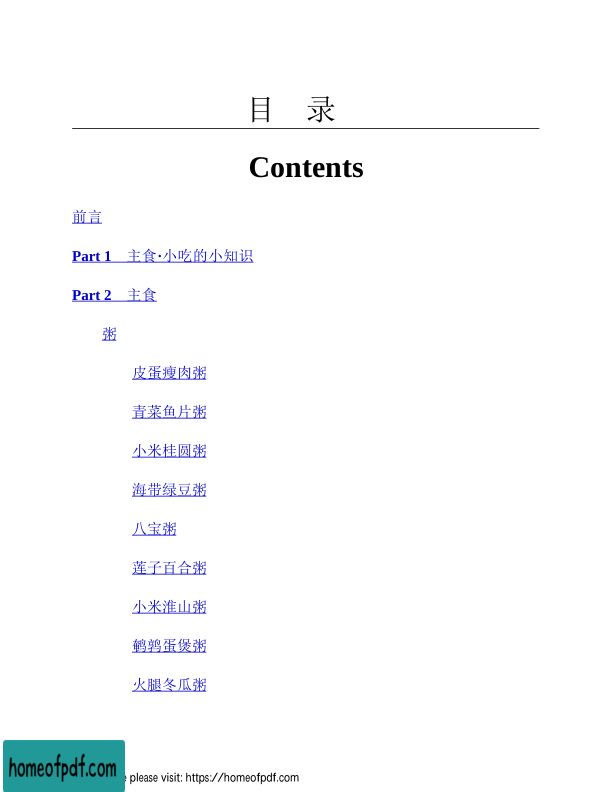 目 录
Contents
前言
Part 1 主食·小吃的小知识
Part 2 主食
粥
皮蛋瘦肉粥
青菜鱼片粥
小米桂圆粥
海带绿豆粥
八宝粥
莲子百合粥
小米淮山粥
鹌鹑蛋煲粥
火腿冬瓜粥
homeofpdf.com
please visit: https://homeofpdf.com